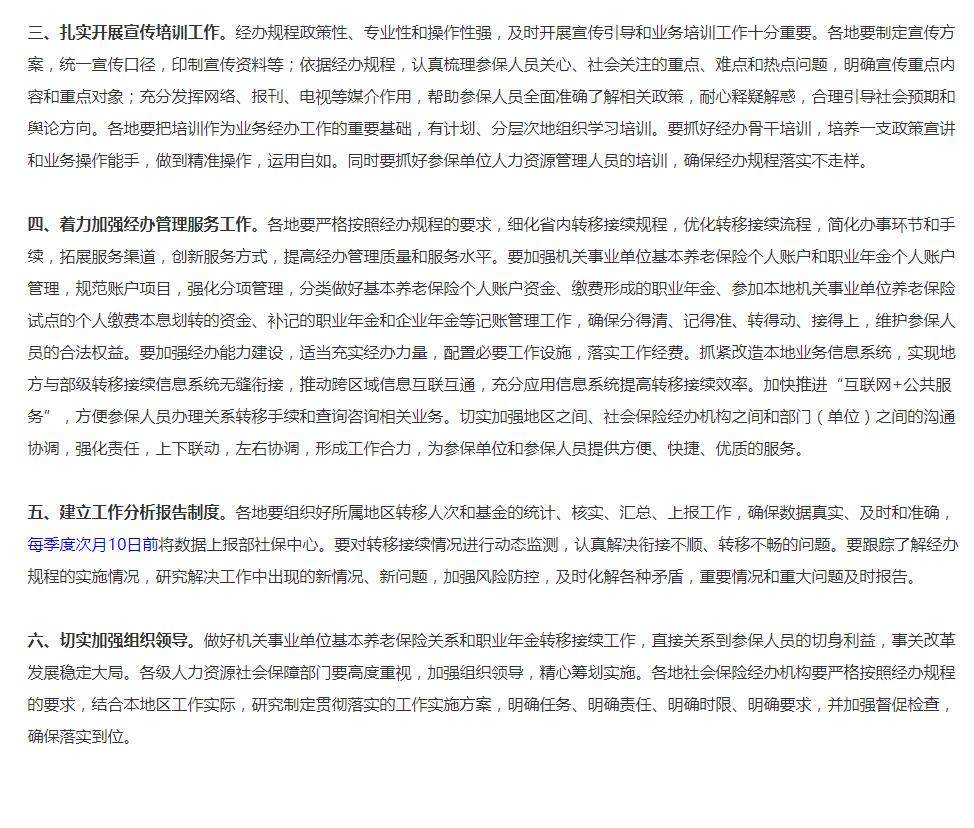 三、扎实开展宣传培训工作。经办规程政策性、专业性和操作性强，及时开展宣传引导和业务培训工作十分重要。各地要制定宣传方
案，统一宣传口径，印制宣传资料等；依据经办规程，认真梳理参保人员关心、社会关注的重点、难点和热点问题，明确宣传重点内
容和重点对象；充分发挥网络、报刊、电视等媒介作用，帮助参保人员全面准确了解相关政策，耐心释疑解惑，合理引导社会预期和
舆论方向。各地要把培训作为业务经办工作的重要基础，有计划、分层次地组织学习培训。要抓好经办骨干培训，培养一支政策宣讲
和业务操作能手，做到精准操作，运用自如。同时要抓好参保单位人力资源管理人员的培训，确保经办规程落实不走样。
四、着力加强经办管理服务工作。各地要严格按照经办规程的要求，细化省内转移接续规程，优化转移接续流程，简化办事环节和手
续，拓展服务渠道，创新服务方式，提高经办管理质量和服务水平。要加强机关事业单位基本养老保险个人账户和职业年金个人账户
管理，规范账户项目，强化分项管理，分类做好基本养老保险个人账户资金、缴费形成的职业年金、参加本地机关事业单位养老保险
试点的个人缴费本息划转的资金、补记的职业年金和企业年金等记账管理工作，确保分得清、记得准、转得动、接得上，维护参保人
员的合法权益。要加强经办能力建设，适当充实经办力量，配置必要工作设施，落实工作经费。抓紧改造本地业务信息系统，实现地
方与部级转移接续信息系统无缝衔接，推动跨区域信息互联互通，充分应用信息系统提高转移接续效率。加快推进“互联网+公共服
务”，方便参保人员办理关系转移手续和查询咨询相关业务。切实加强地区之间、社会保险经办机构之间和部门（单位）之间的沟通
协调，强化责任，上下联动，左右协调，形成工作合力，为参保单位和参保人员提供方便、快捷、优质的服务。
五、建立工作分析报告制度。各地要组织好所属地区转移人次和基金的统计、核实、汇总、上报工作，确保数据真实、及时和准确，
每季度次月10日前将数据上报部社保中心。要对转移接续情况进行动态监测，认真解决衔接不顺、转移不畅的问题。要跟踪了解经办
规程的实施情况，研究解决工作中出现的新情况、新问题，加强风险防控，及时化解各种矛盾，重要情况和重大问题及时报告。
六、切实加强组织领导。做好机关事业单位基本养老保险关系和职业年金转移接续工作，直接关系到参保人员的切身利益，事关改革
发展稳定大局。各级人力资源社会保障部门要高度重视，加强组织领导，精心筹划实施。各地社会保险经办机构要严格按照经办规程
的要求，结合本地区工作实际，研究制定贯彻落实的工作实施方案，明确任务、明确责任、明确时限、明确要求，并加强督促检查，
确保落实到位。